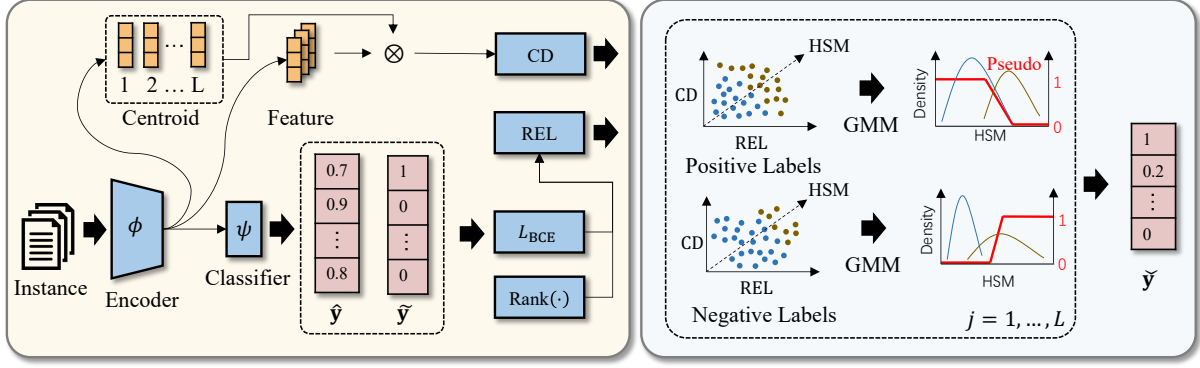 1 2 … L
Centroid
Feature
⊗
CD
REL
Instance
ϕ
Encoder
ψ
Classifier
0.7
0.9
⋮
0.8
ŷ
1
0
⋮
0
ỹ
L_BCE
Rank(·)
HSM
CD
REL
Positive Labels
GMM
Density
Pseudo
1
0
HSM
HSM
CD
REL
Negative Labels
GMM
Density
1
0
HSM
j = 1, … , L
1
0.2
⋮
0
y̌